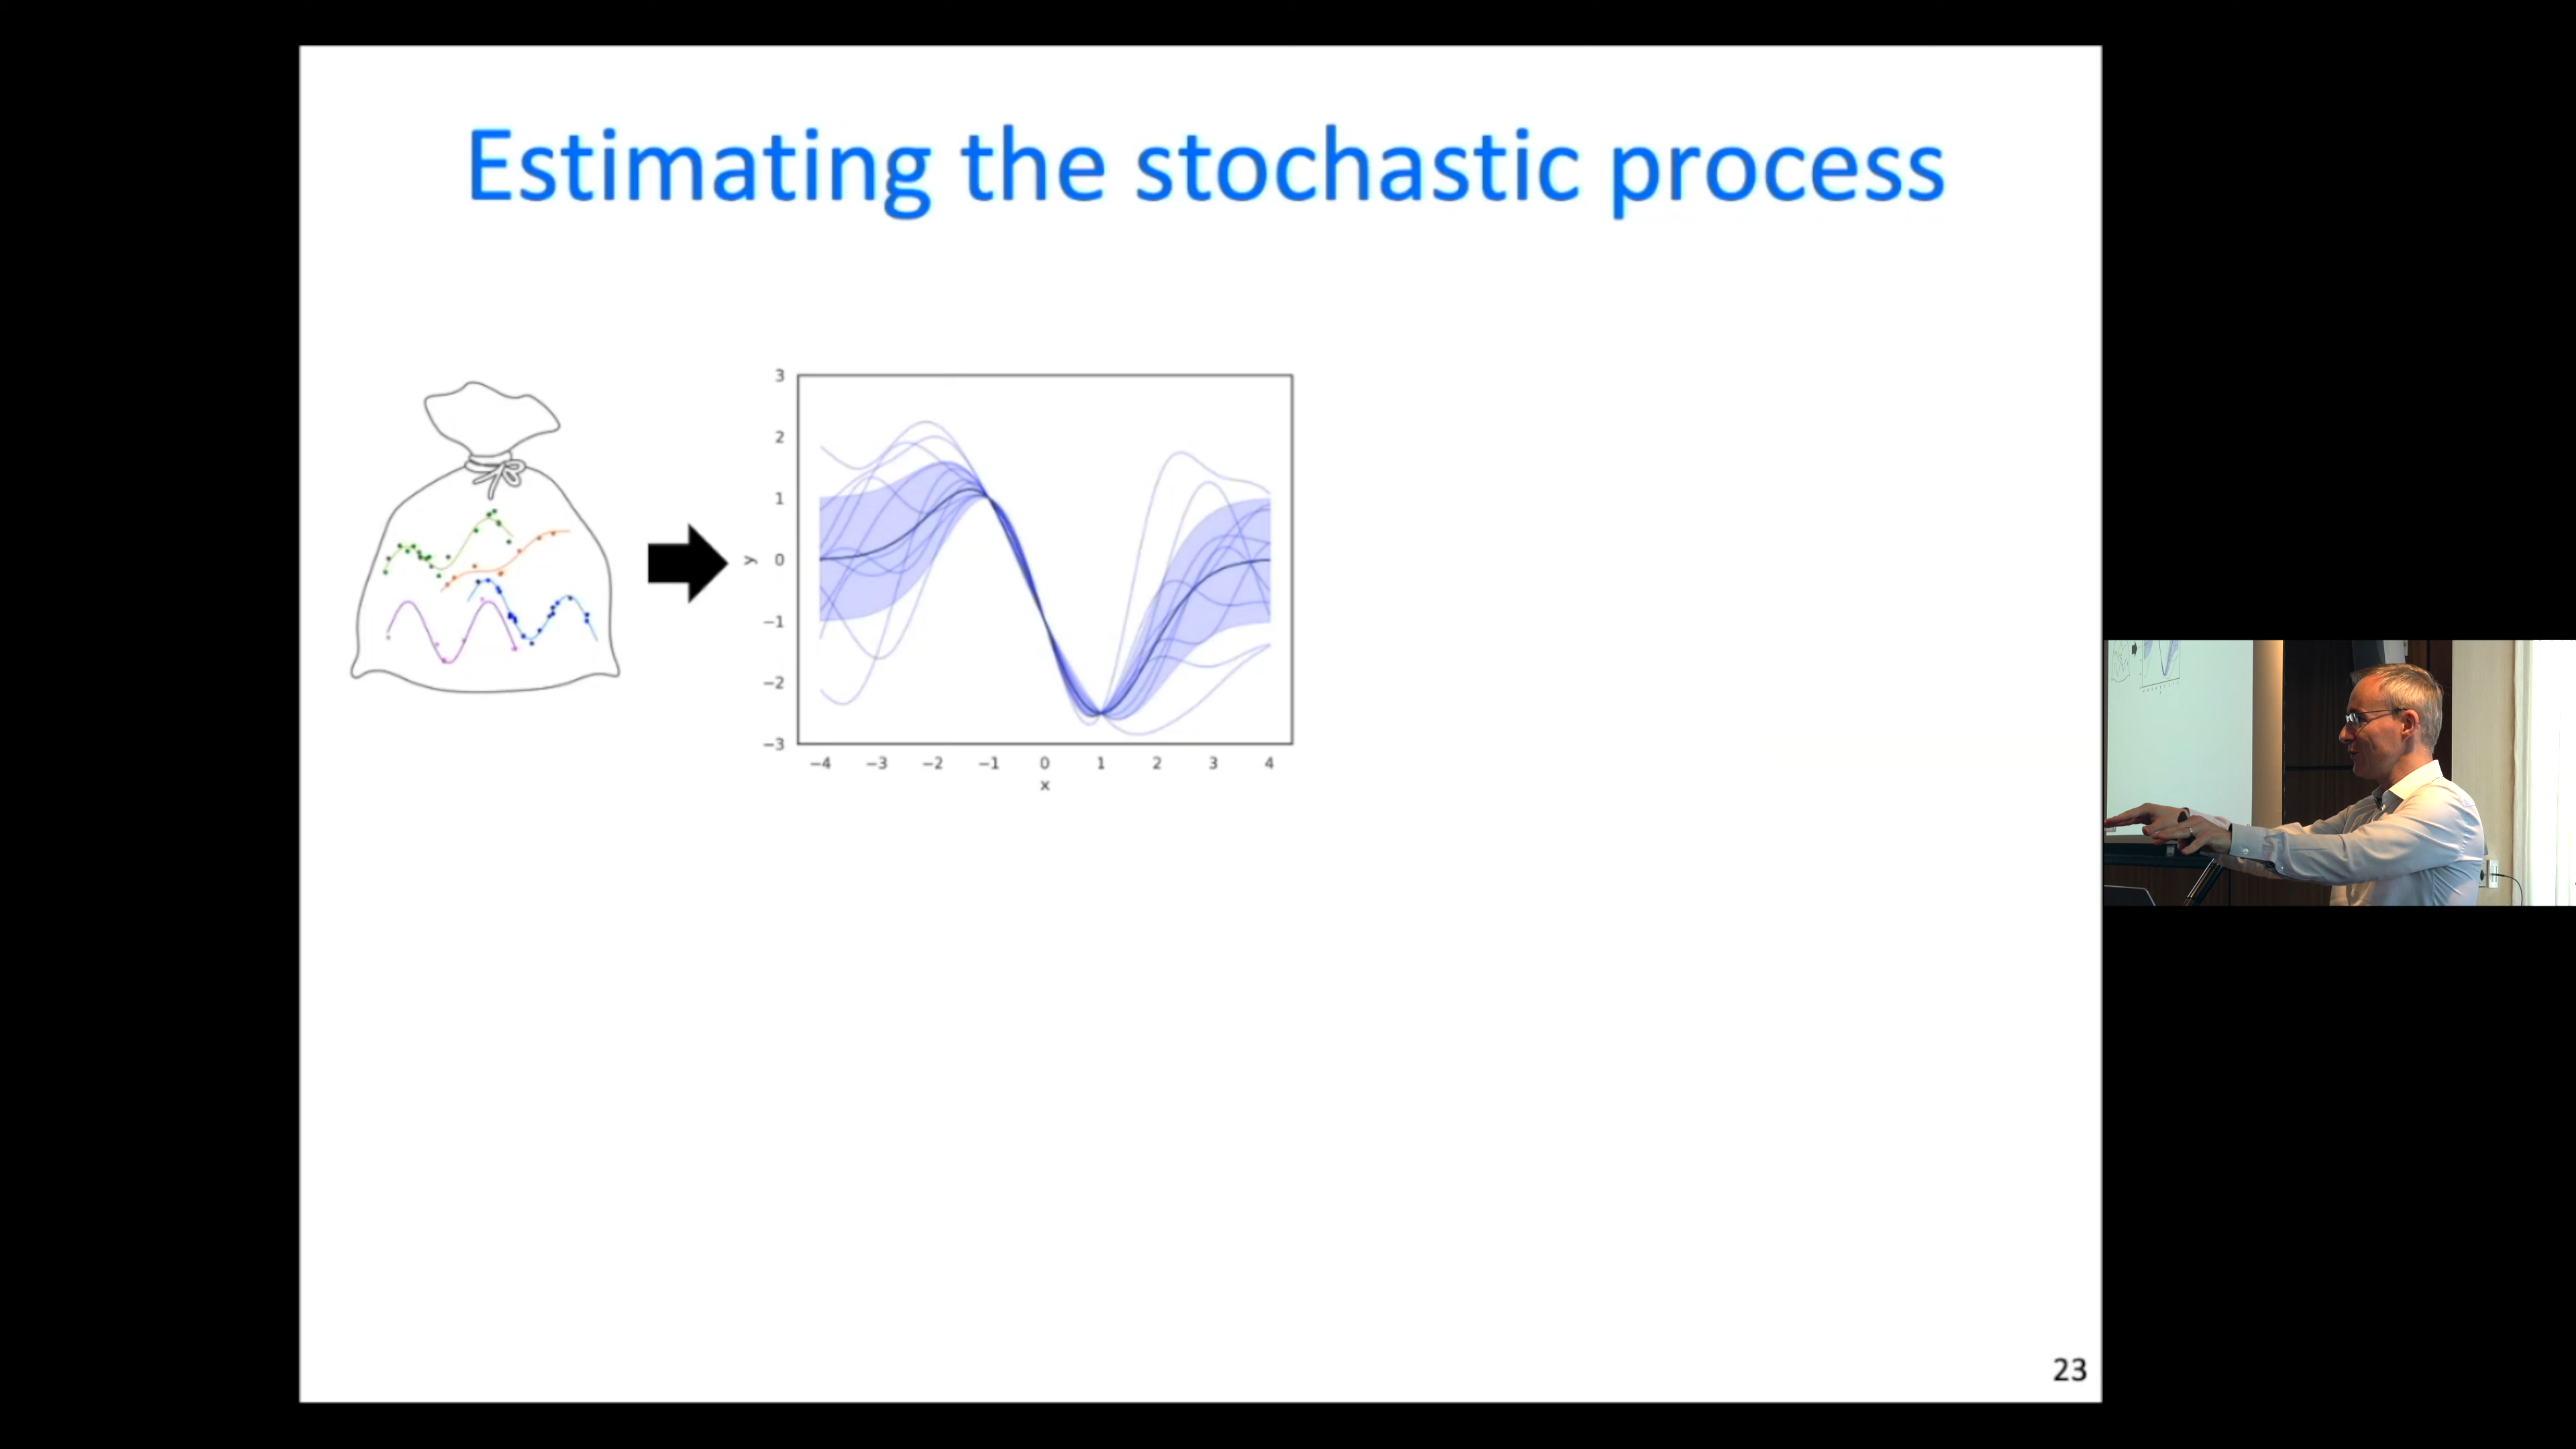 Estimating the stochastic process
3
2
1
0
−1
−2
−3
y
−4 −3 −2 −1 0 1 2 3 4
x
23